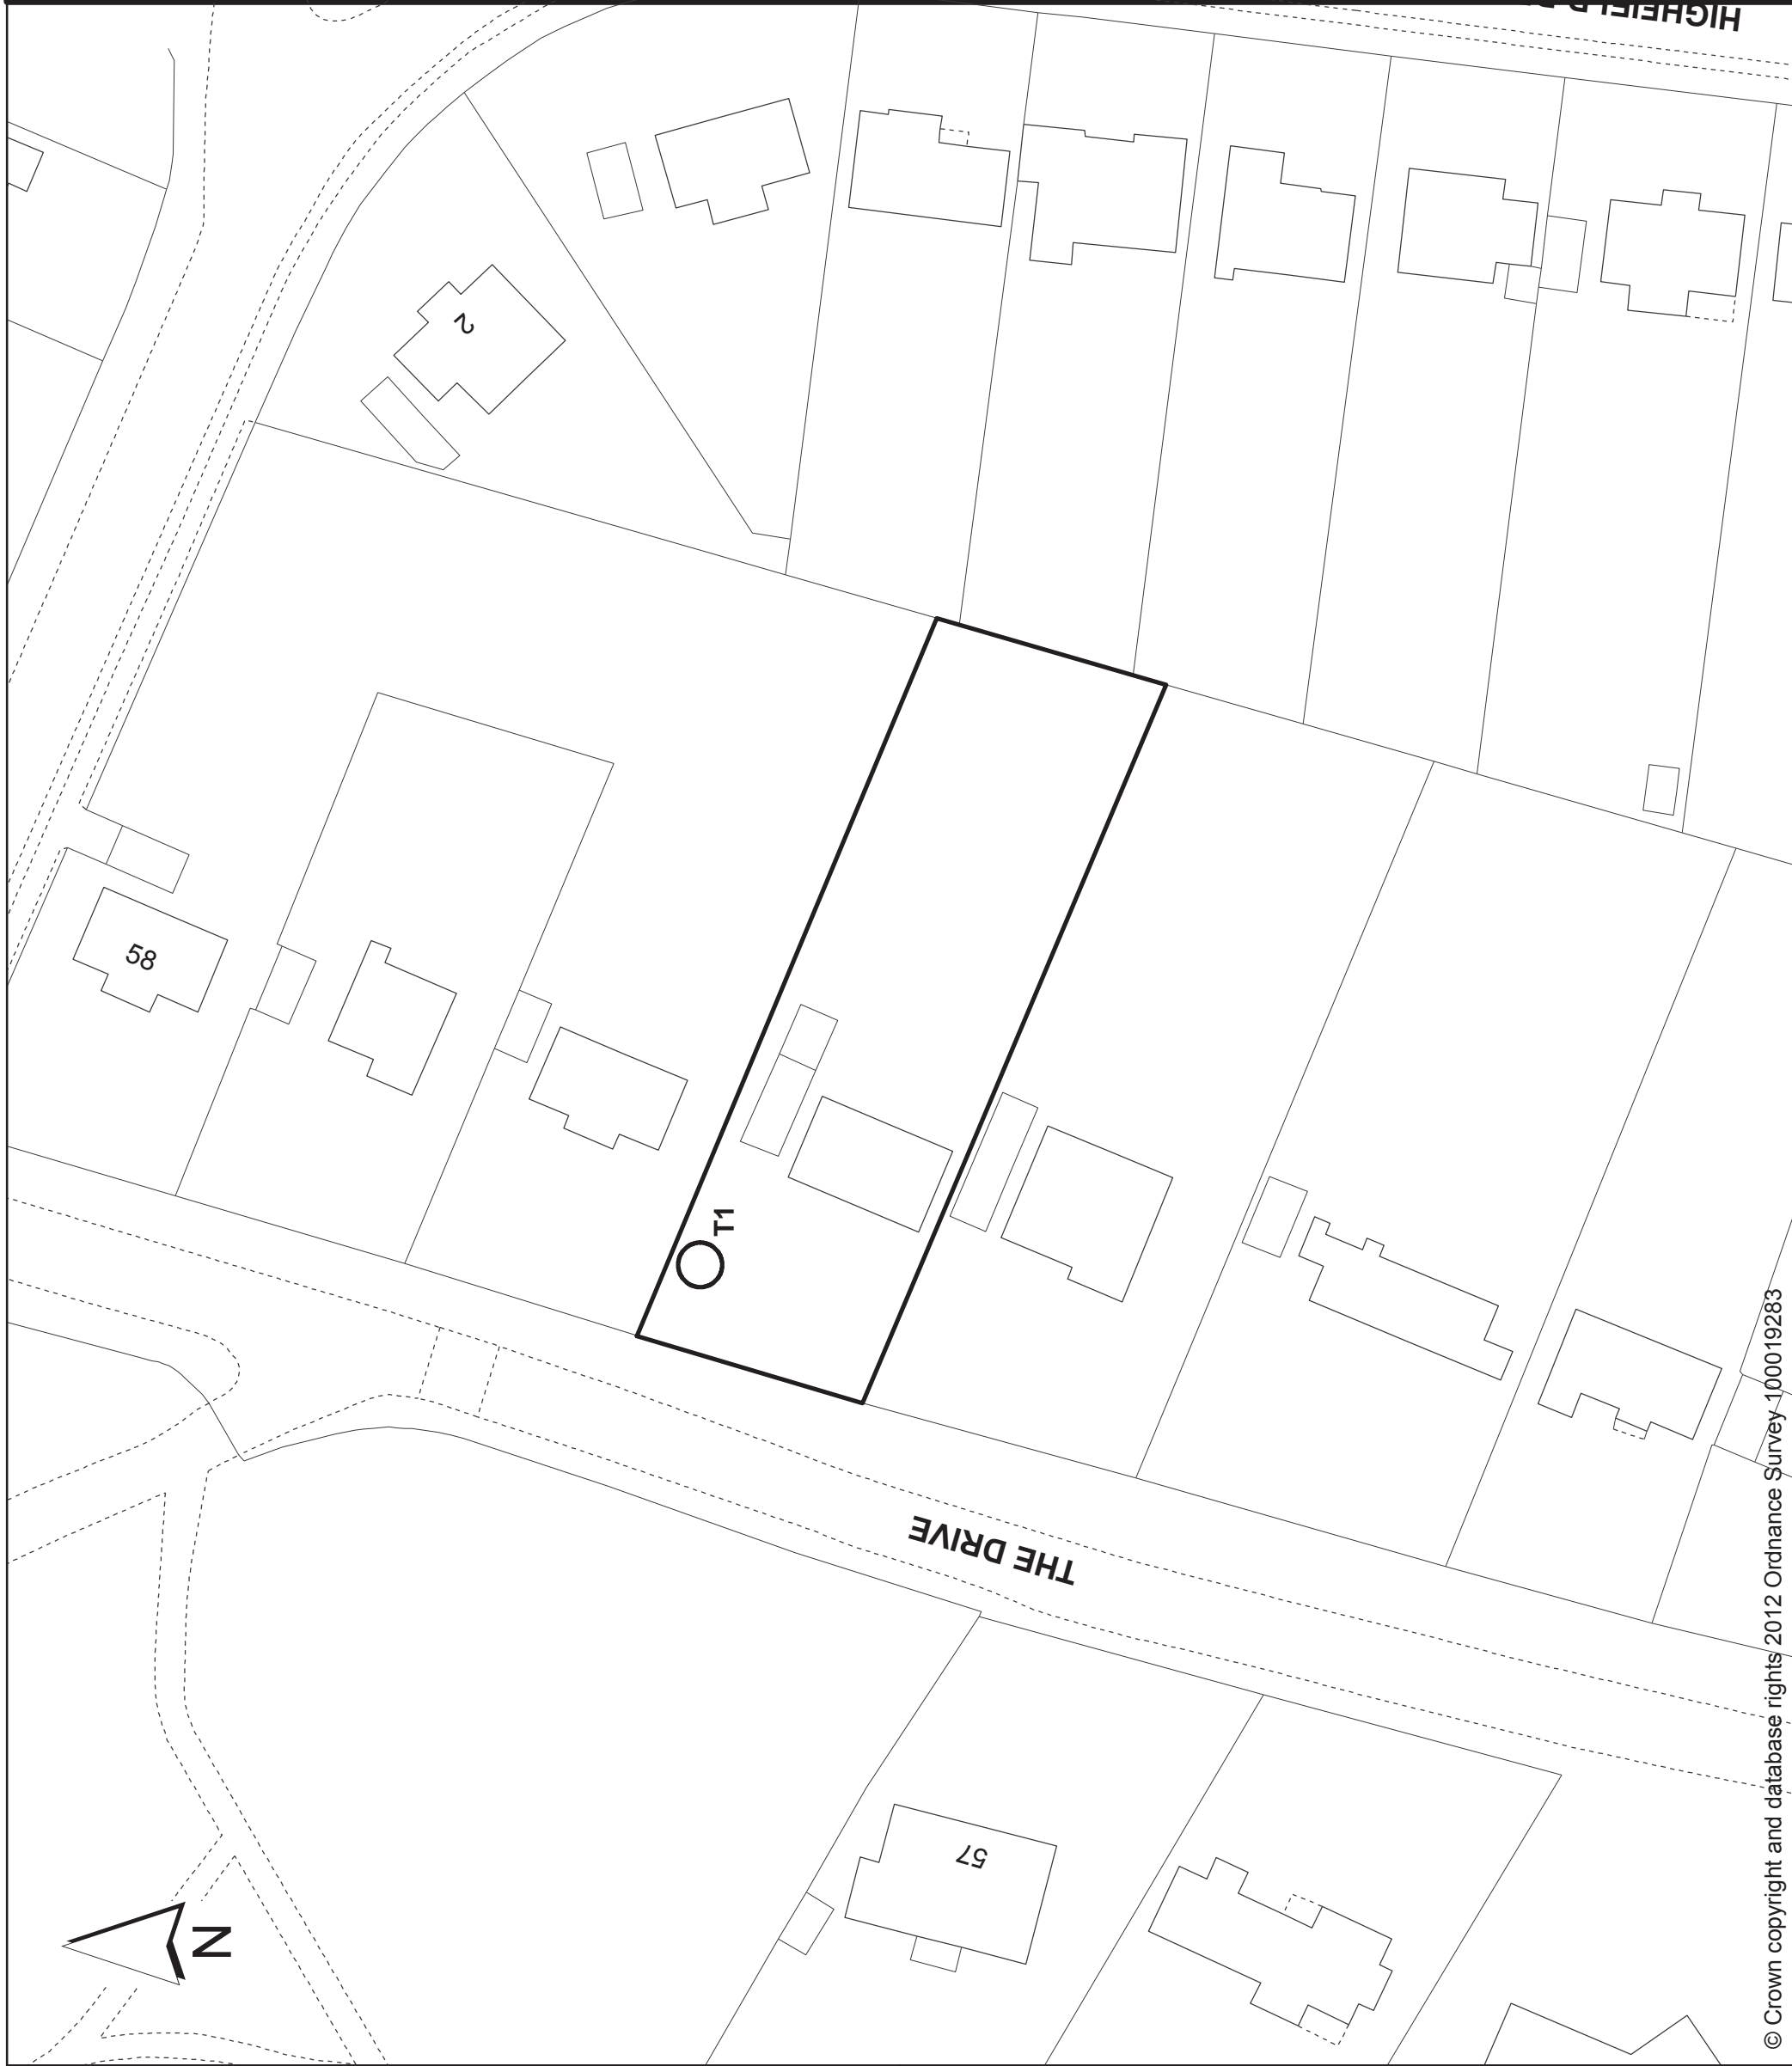 HIGHFIELD
2
58
T1
THE DRIVE
57
N
© Crown copyright and database rights 2012 Ordnance Survey 100019283